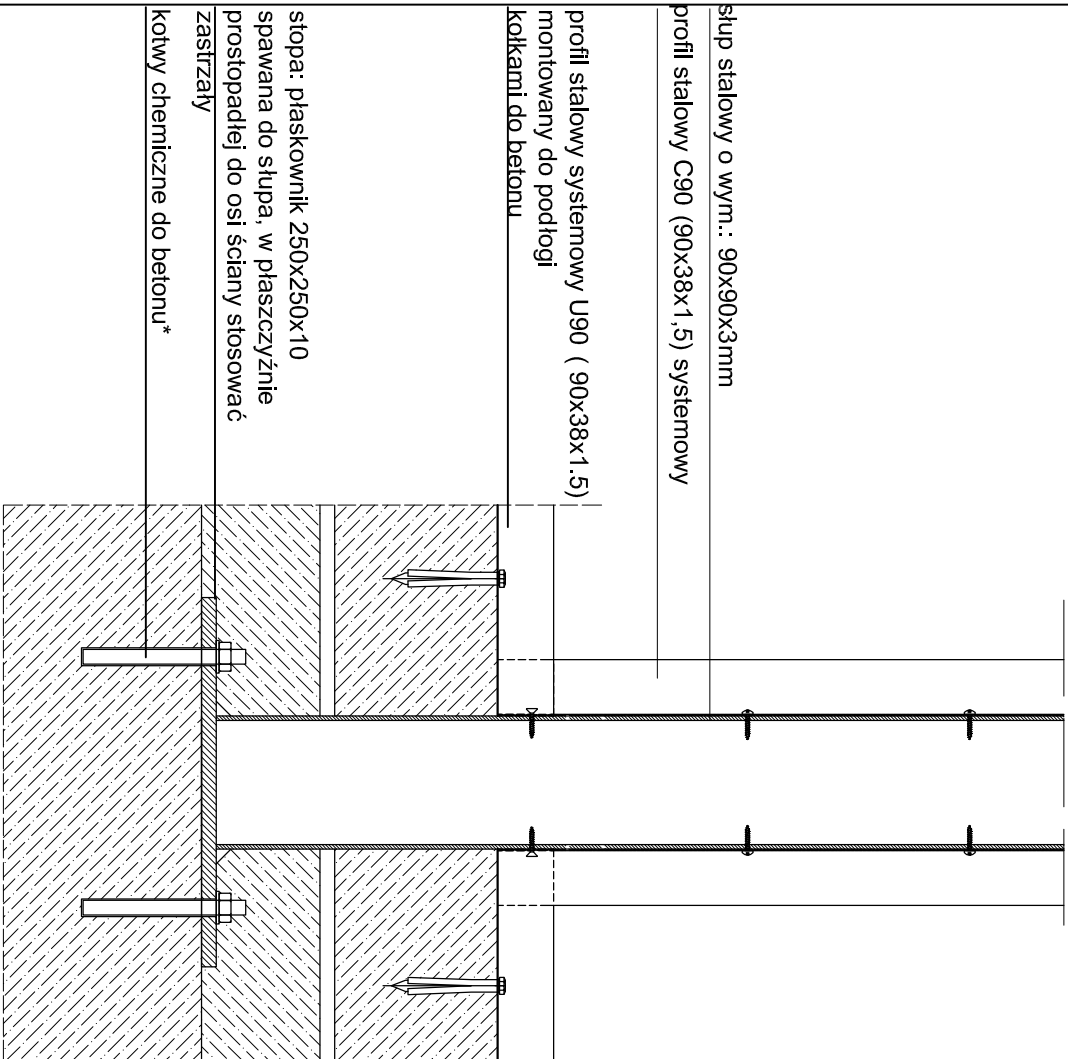 słup stalowy o wym.: 90x90x3mm
profil stalowy C90 (90x38x1,5) systemowy
profil stalowy systemowy U90 ( 90x38x1.5)
montowany do podłogi
kołkami do betonu
stopa: płaskownik 250x250x10
spawana do słupa, w płaszczyźnie
prostopadłej do osi ściany stosować
zastrzały
kotwy chemiczne do betonu*